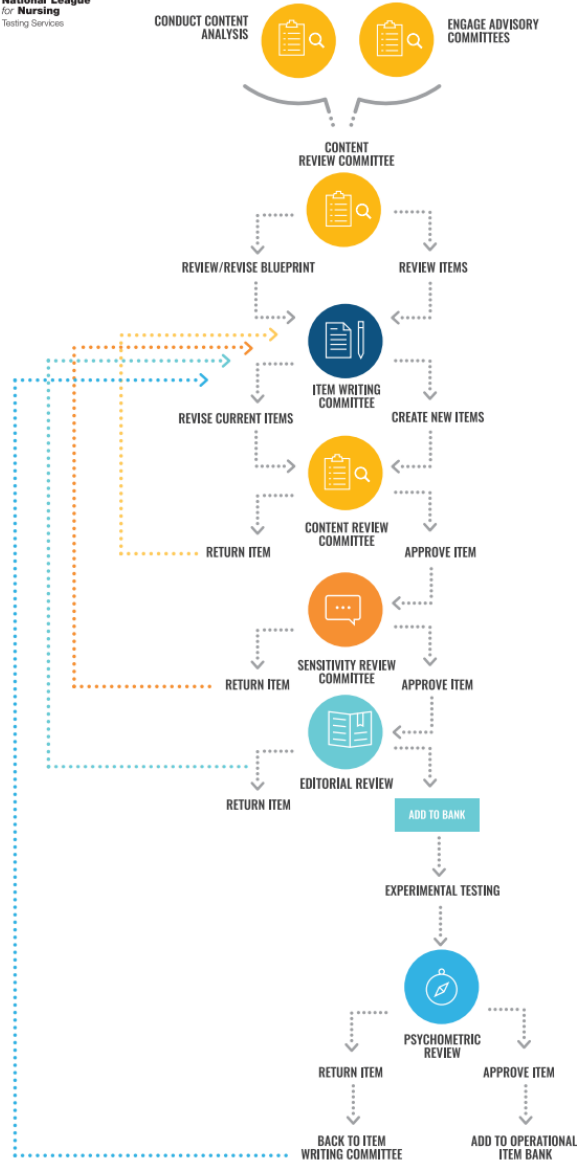 National League
for Nursing
Testing Services
CONDUCT CONTENT
ANALYSIS
ENGAGE ADVISORY
COMMITTEES
CONTENT
REVIEW COMMITTEE
REVIEW/REVISE BLUEPRINT
REVIEW ITEMS
ITEM WRITING
COMMITTEE
REVISE CURRENT ITEMS
CREATE NEW ITEMS
CONTENT REVIEW
COMMITTEE
RETURN ITEM
APPROVE ITEM
SENSITIVITY REVIEW
COMMITTEE
RETURN ITEM
APPROVE ITEM
EDITORIAL REVIEW
RETURN ITEM
ADD TO BANK
EXPERIMENTAL TESTING
PSYCHOMETRIC
REVIEW
RETURN ITEM
APPROVE ITEM
BACK TO ITEM
WRITING COMMITTEE
ADD TO OPERATIONAL
ITEM BANK